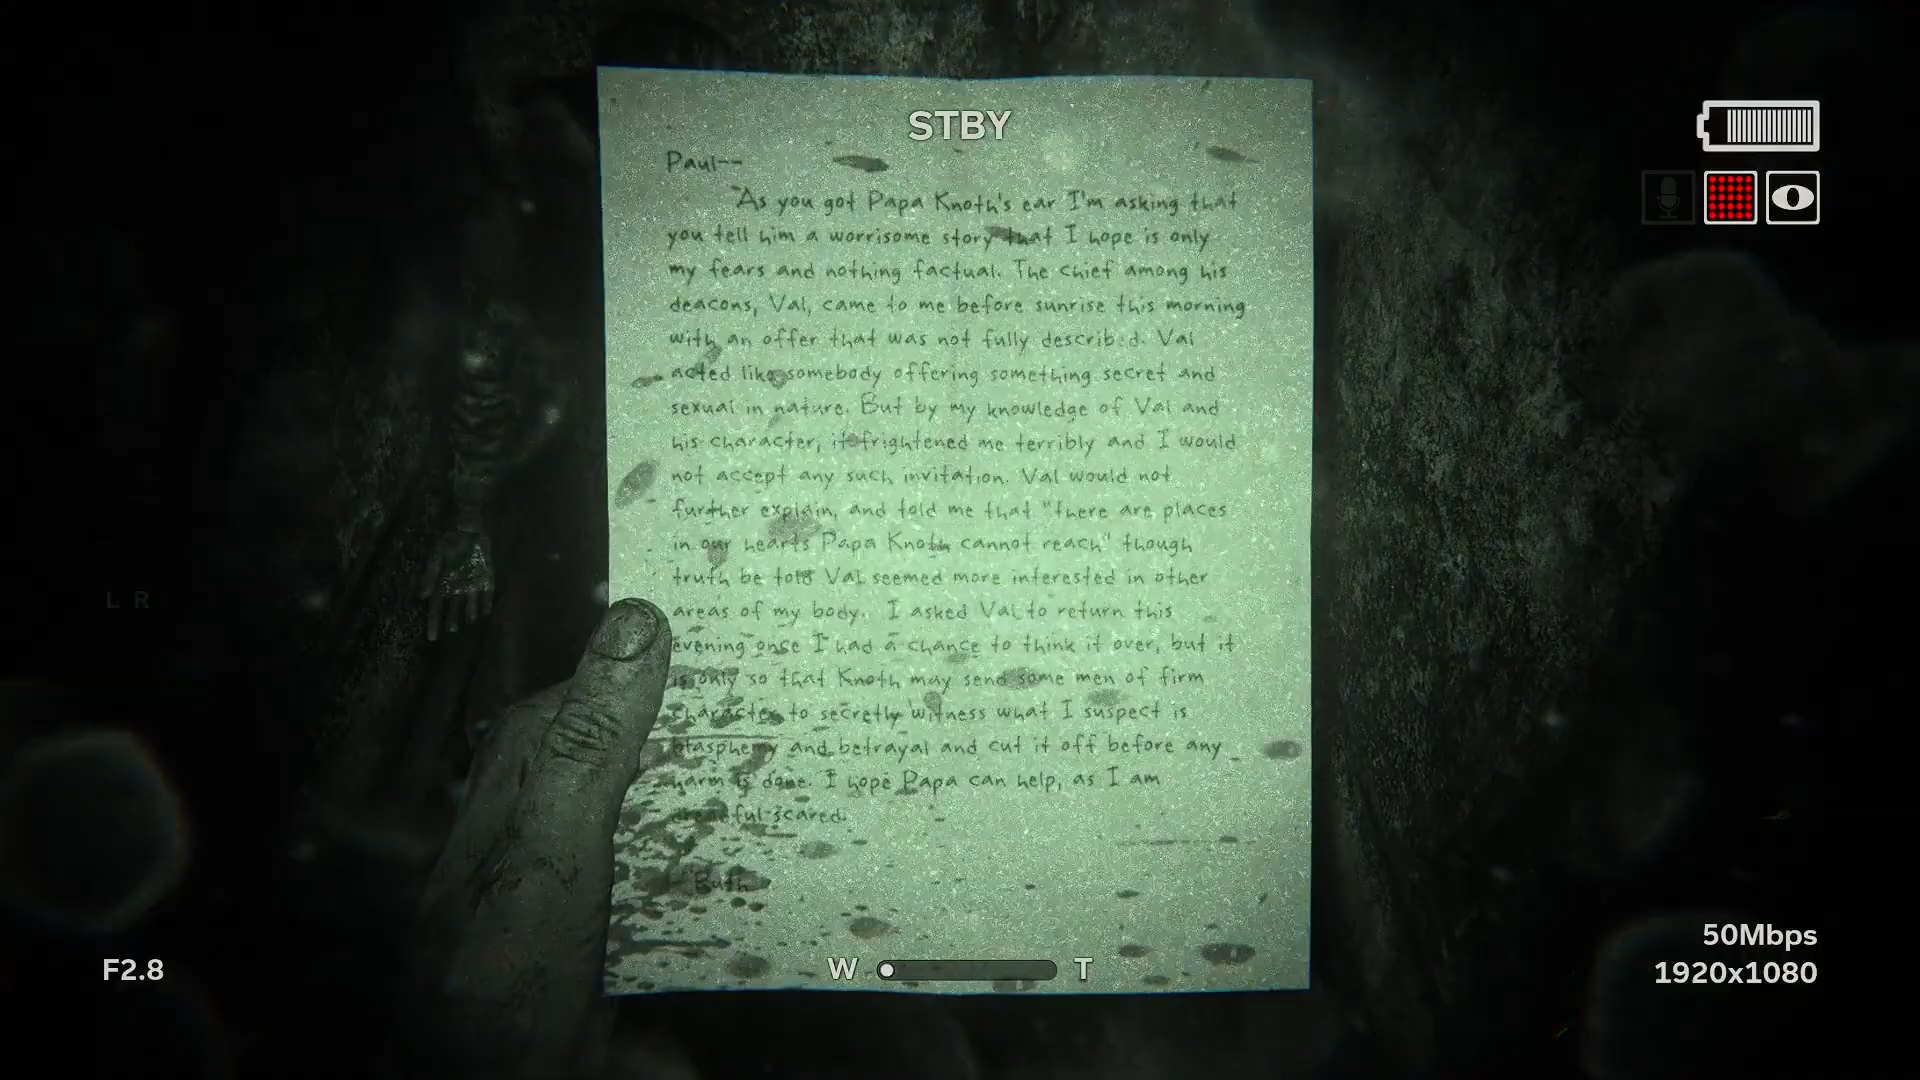 STBY
Paul--
As you got Papa Knoth's ear I'm asking that
you tell him a worrisome story that I hope is only
my fears and nothing factual. The chief among his
deacons, Val, came to me before sunrise this morning
with an offer that was not fully described. Val
acted like somebody offering something secret and
sexual in nature. But by my knowledge of Val and
his character, it frightened me terribly and I would
not accept any such invitation. Val would not
further explain, and told me that "there are places
in our hearts Papa Knoth cannot reach" though
truth be told Val seemed more interested in other
areas of my body. I asked Val to return this
evening once I had a chance to think it over, but it
is only so that Knoth may send some men of firm
character to secretly witness what I suspect is
blasphemy and betrayal and cut it off before any
harm is done. I hope Papa can help, as I am
dreadful scared.
Ruth
L R
F2.8
W T
50Mbps
1920x1080